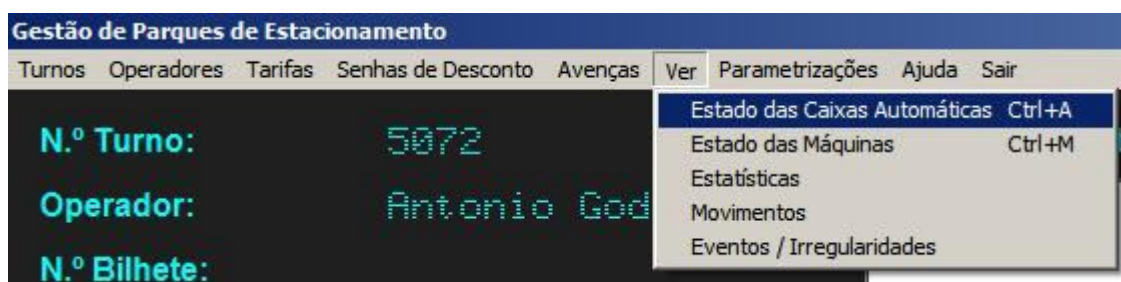 Gestão de Parques de Estacionamento
Turnos Operadores Tarifas Senhas de Desconto Avenças Ver Parametrizações Ajuda Sair
Estado das Caixas Automáticas Ctrl+A
N.º Turno: 5072
Estado das Máquinas Ctrl+M
Estatísticas
Operador: Antonio God
Movimentos
Eventos / Irregularidades
N.º Bilhete: